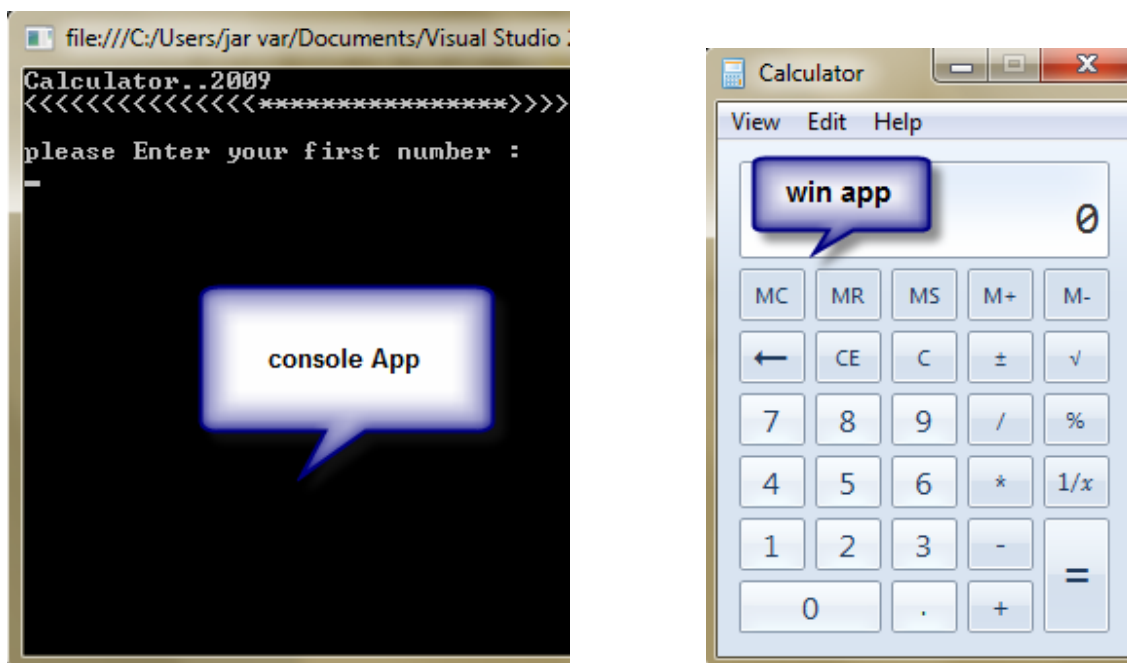 file:///C:/Users/jar var/Documents/Visual Studio
Calculator..2009
<<<<<<<<<<<<<<<****************>>>>
please Enter your first number :
console App
Calculator
View Edit Help
win app
0
MC MR MS M+ M-
← CE C ± √
7 8 9 / %
4 5 6 * 1/x
1 2 3 - =
0 . +